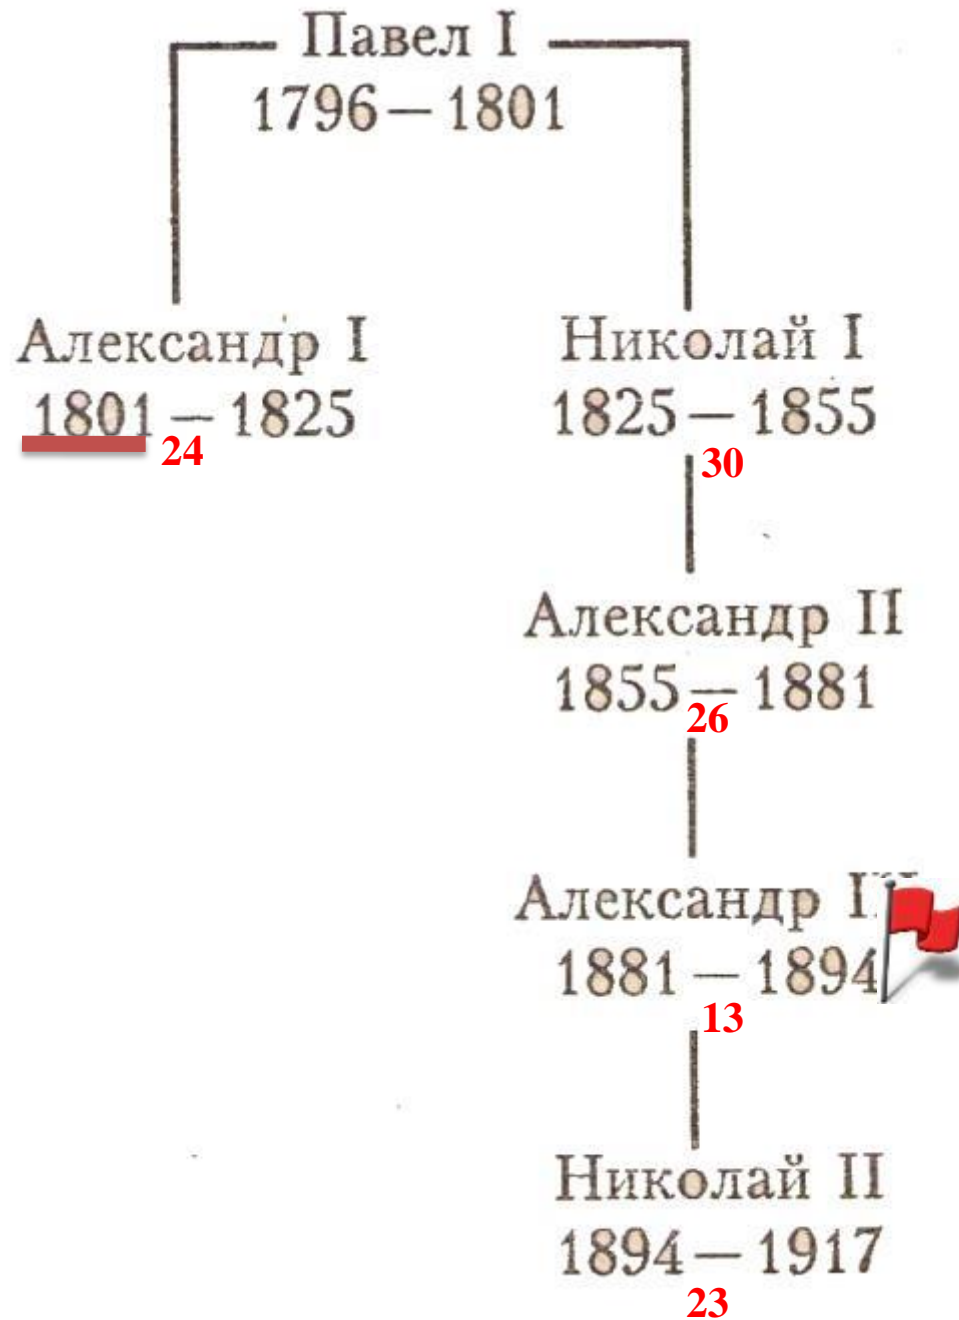 Павел I
1796 – 1801
Александр I
1801 – 1825
24
Николай I
1825 – 1855
30
Александр II
1855 – 1881
26
Александр III
1881 – 1894
13
Николай II
1894 – 1917
23